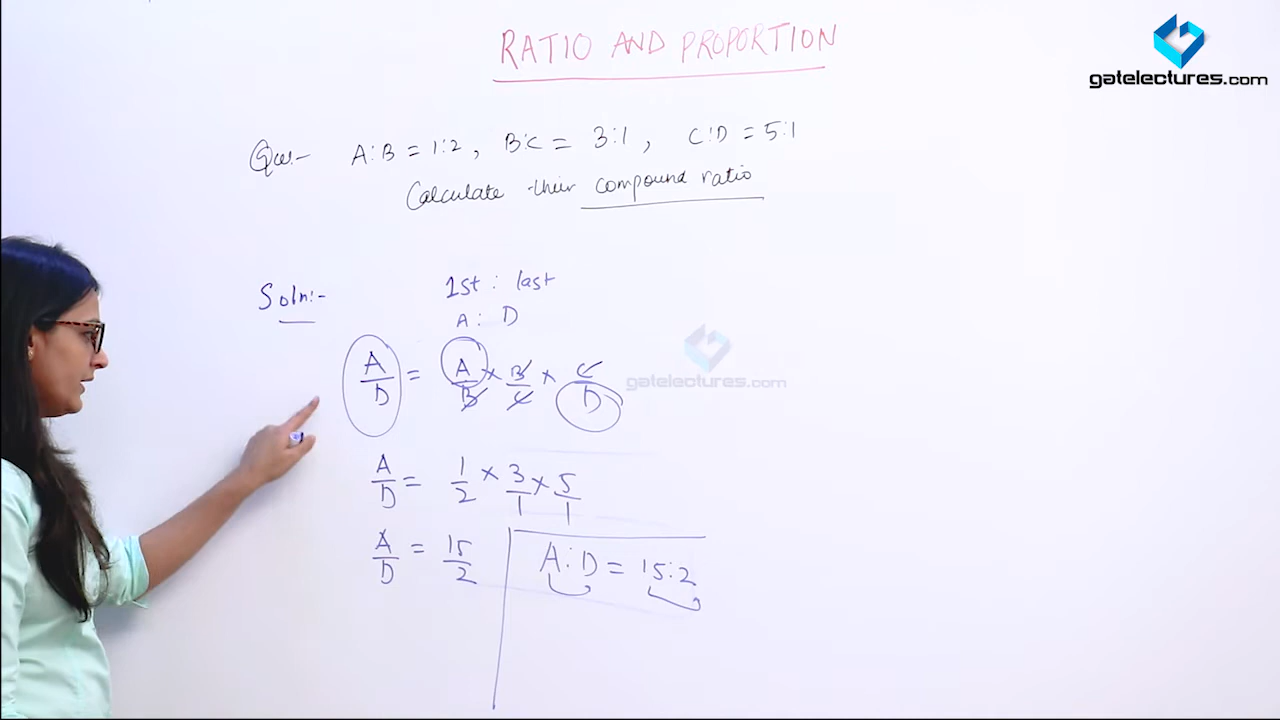 RATIO AND PROPORTION
gatelectures.com
Que:- A:B = 1:2, B:C = 3:1, C:D = 5:1
Calculate their compound ratio
Soln:-
1st : last
A : D
A/D = A/B × B/C × C/D
gatelectures.com
A/D = 1/2 × 3/1 × 5/1
A/D = 15/2
A:D = 15:2